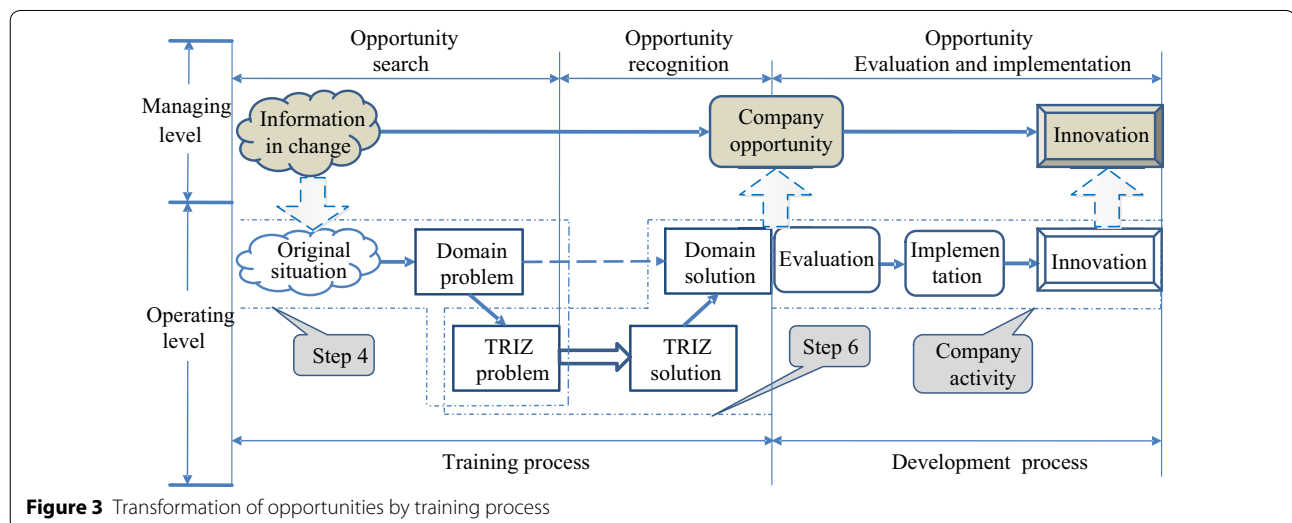 Opportunity
search
Opportunity
recognition
Opportunity
Evaluation and implementation
Managing
level
Information
in change
Company
opportunity
Innovation
Operating
level
Original
situation
Domain
problem
Domain
solution
Evaluation
Implemen
tation
Innovation
Step 4
TRIZ
problem
TRIZ
solution
Step 6
Company
activity
Training process
Development process
Figure 3 Transformation of opportunities by training process